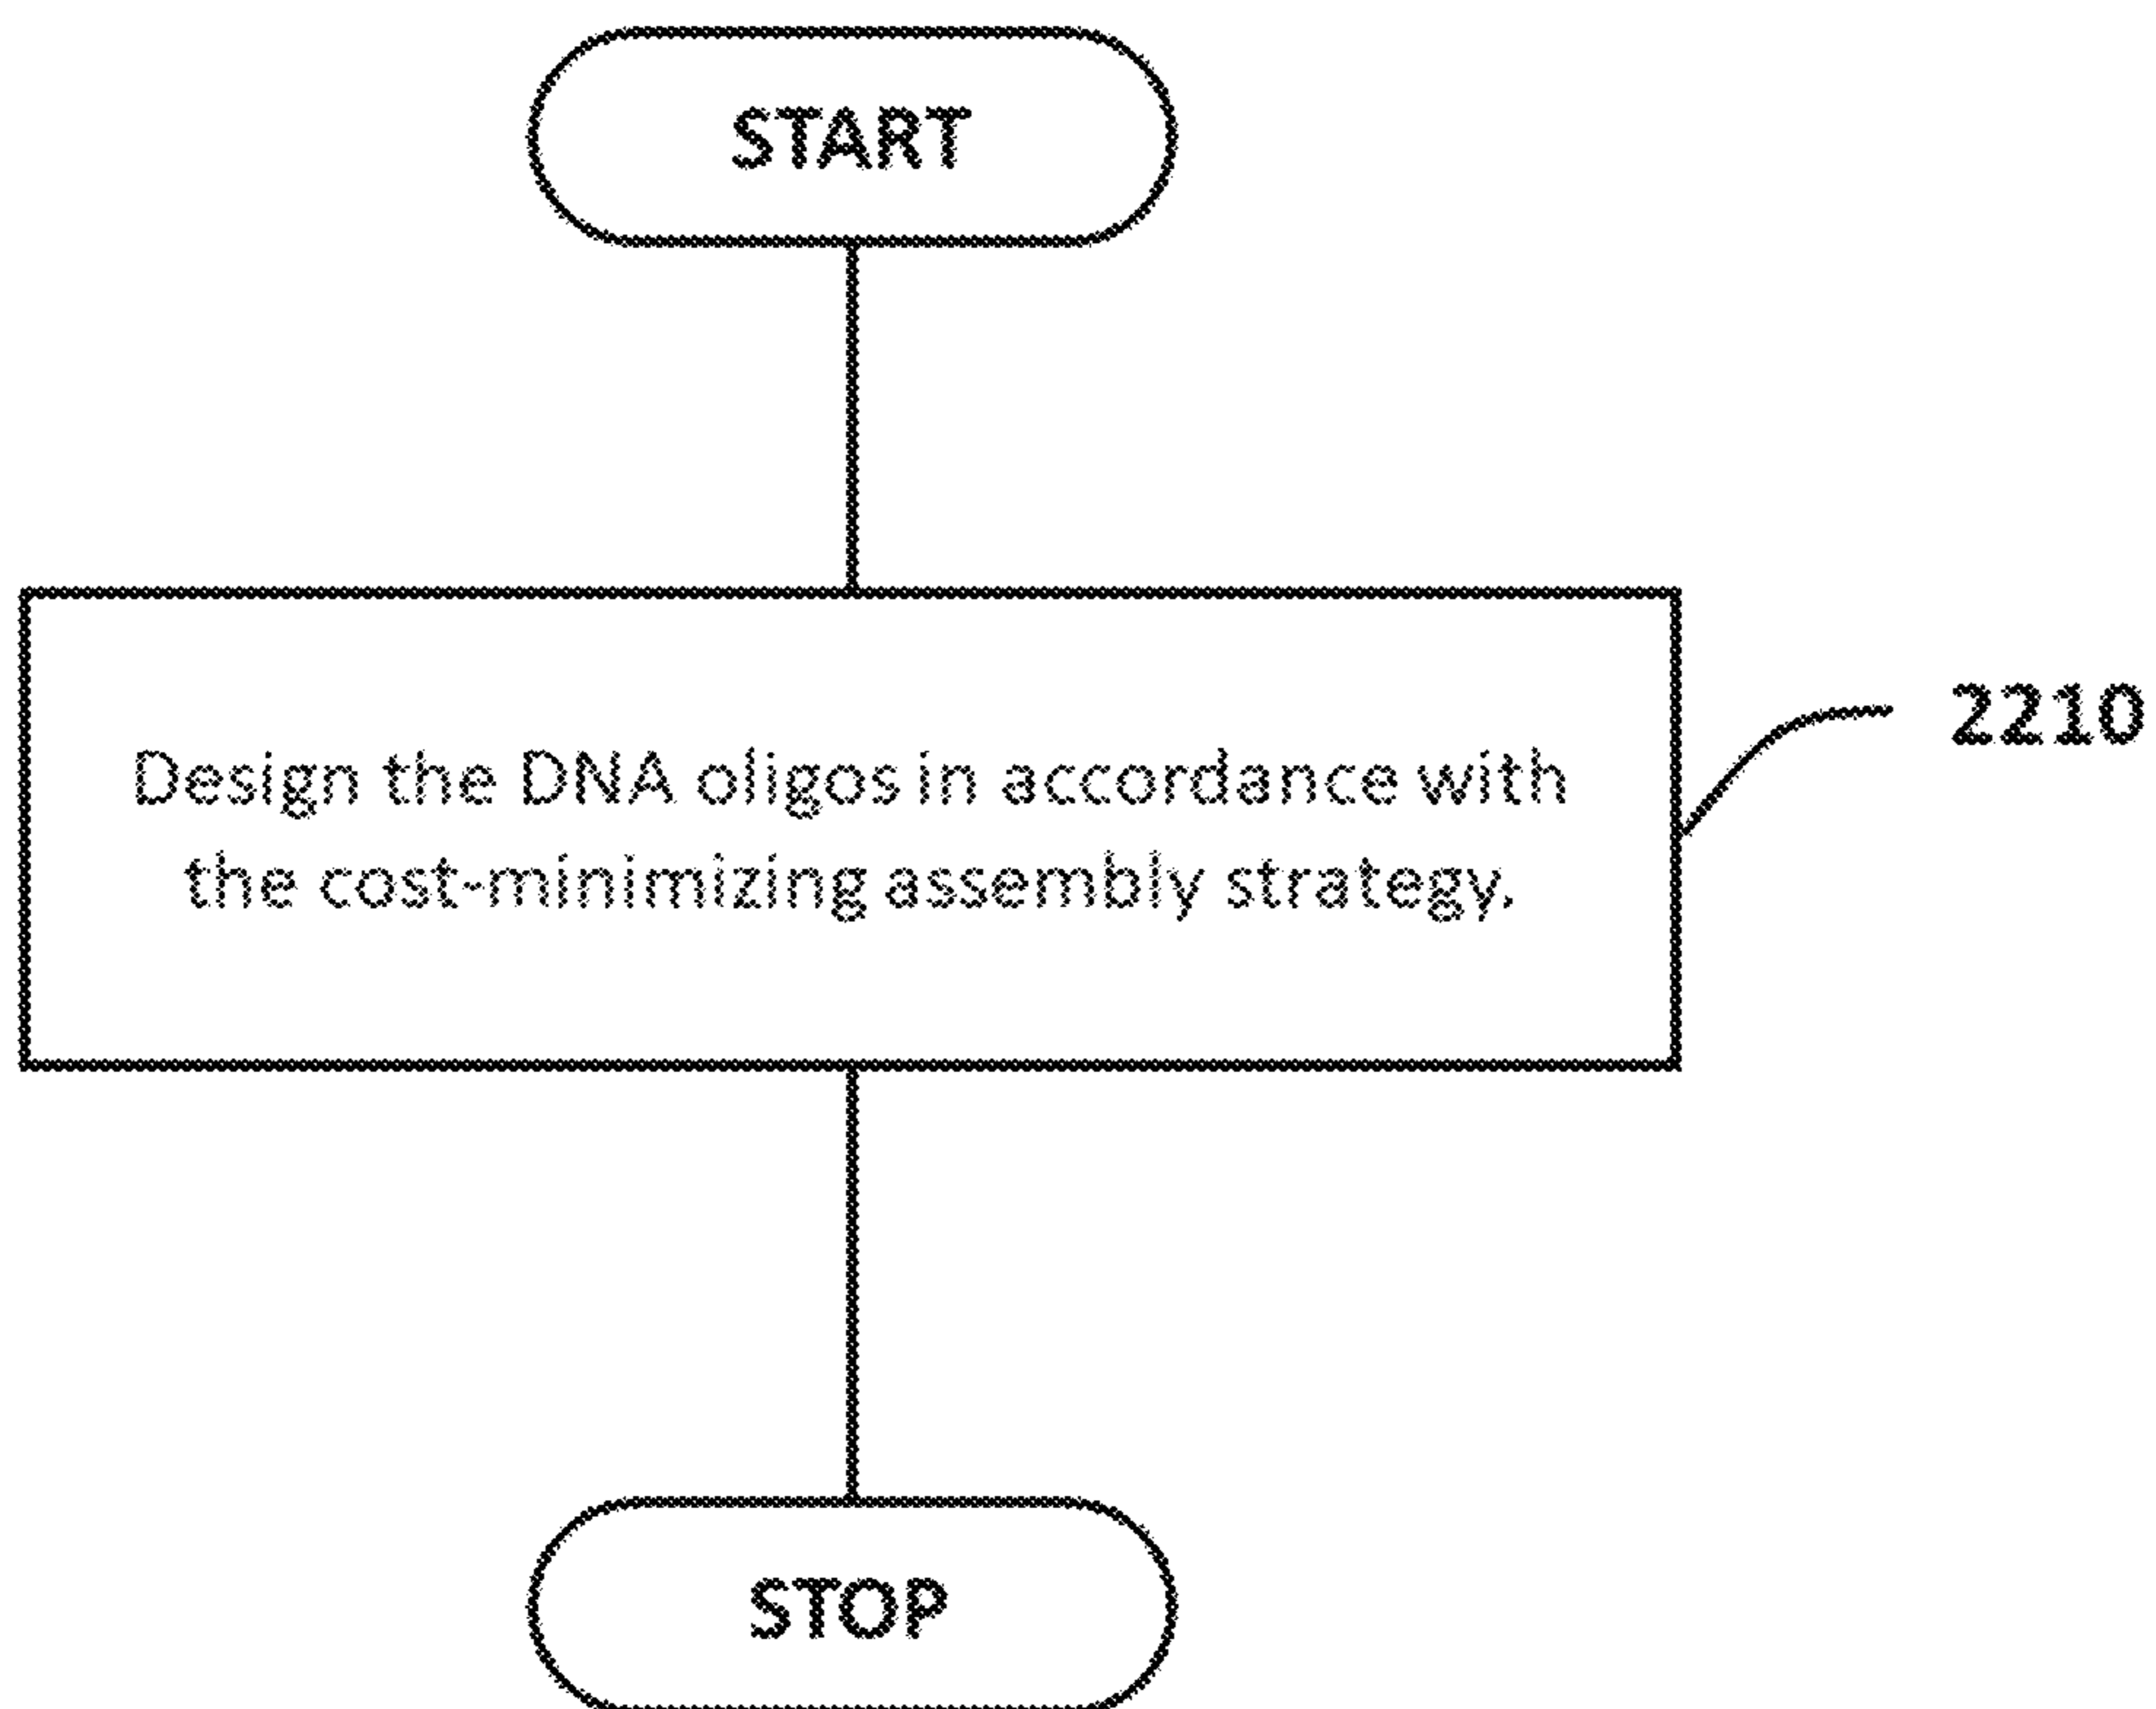 START
2210
Design the DNA oligos in accordance with
the cost-minimizing assembly strategy.
STOP